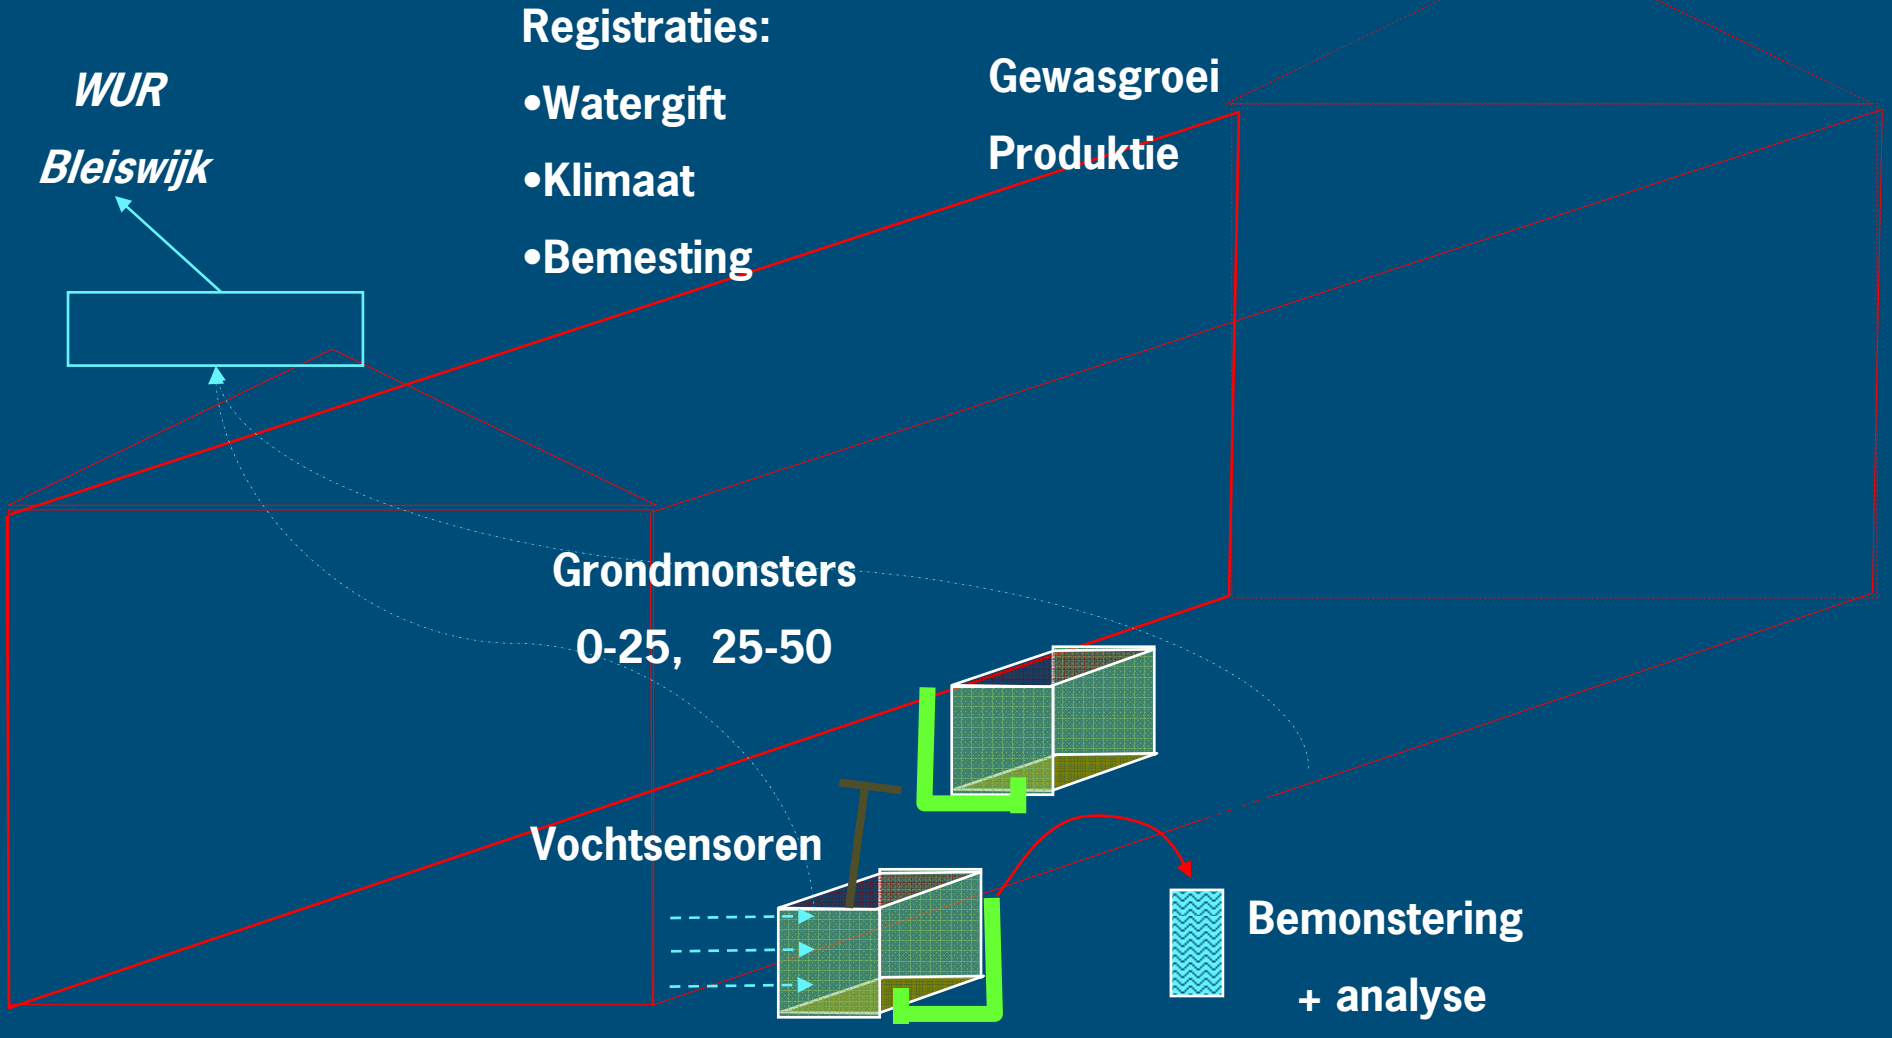 WUR
Bleiswijk
Registraties:
•Watergift
•Klimaat
•Bemesting
Gewasgroei
Produktie
Grondmonsters
0-25, 25-50
Vochtsensoren
Bemonstering
+ analyse